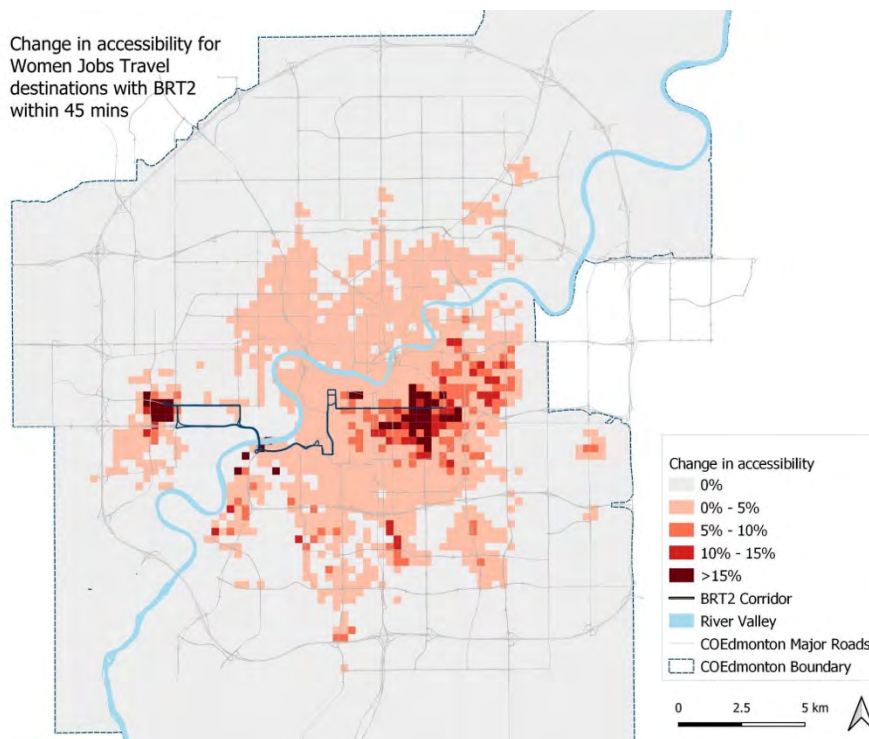 Change in accessibility for
Women Jobs Travel
destinations with BRT2
within 45 mins
Change in accessibility
0%
0% - 5%
5% - 10%
10% - 15%
>15%
BRT2 Corridor
River Valley
COEdmonton Major Roads
COEdmonton Boundary
0 2.5 5 km